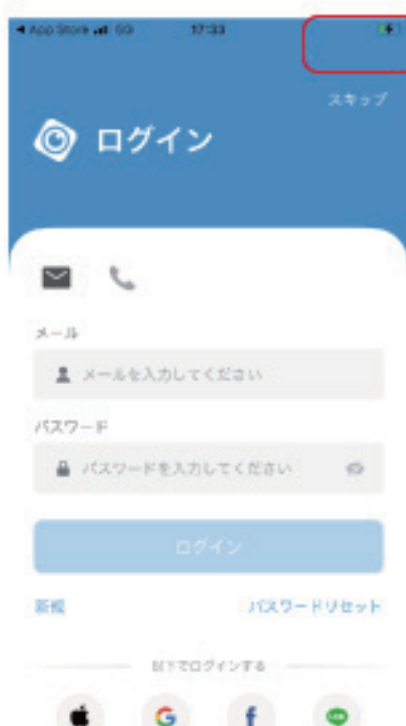 ◀ App Store 5G 17:33
スキップ
ログイン
メール
メールを入力してください
パスワード
パスワードを入力してください
ログイン
新規
パスワードリセット
以下でログインする
G
f
LINE